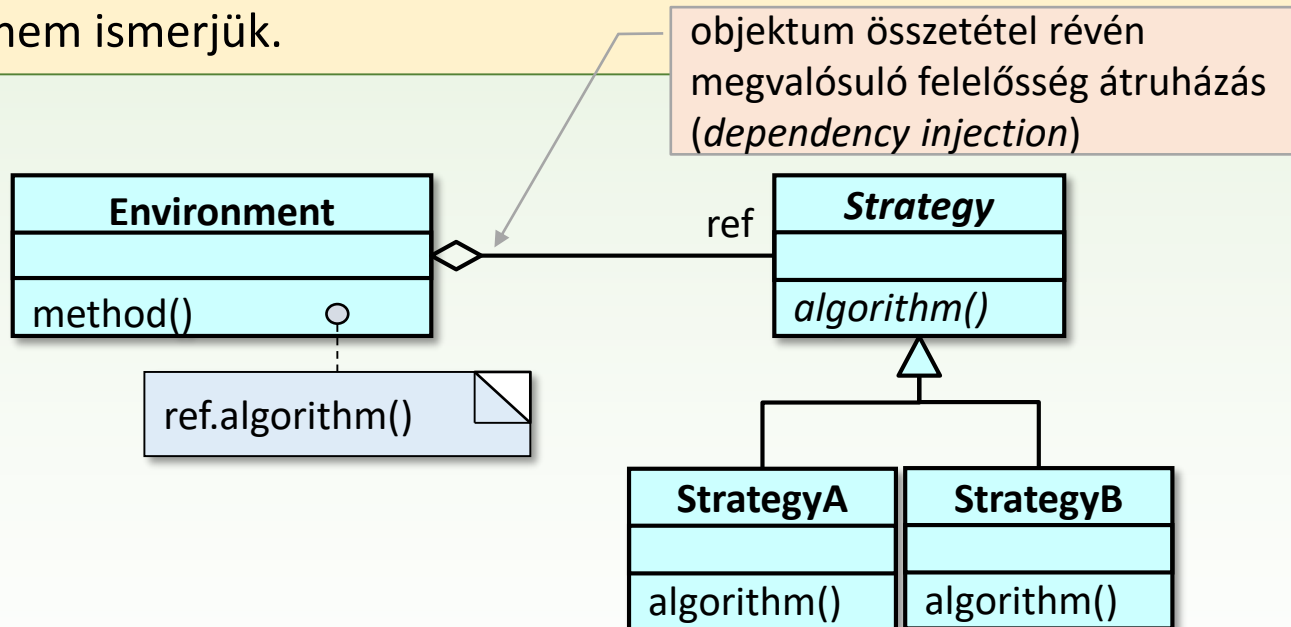 nem ismerjük.
objektum összetétel révén
megvalósuló felelősség átruházás
(dependency injection)
Environment
method()
ref.algorithm()
ref
Strategy
algorithm()
StrategyA
algorithm()
StrategyB
algorithm()